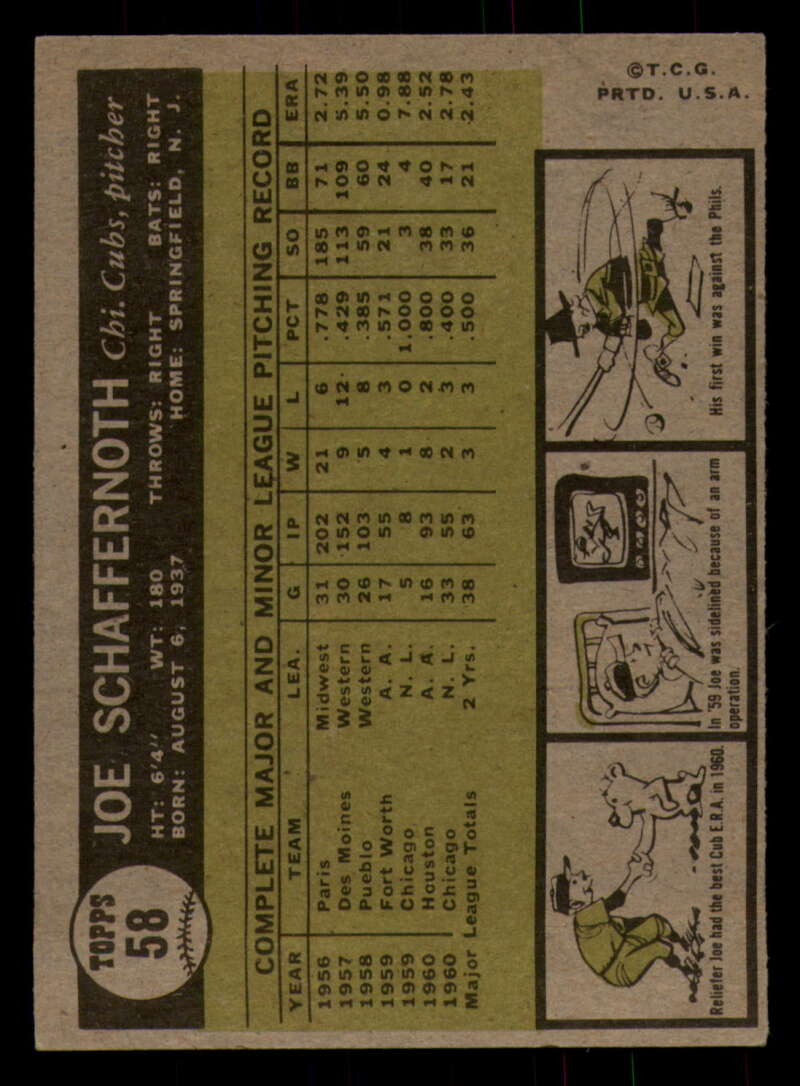 TOPPS
58
JOE SCHAFFERNOTH Chi. Cubs, pitcher
HT: 6'4" WT: 180 THROWS: RIGHT BATS: RIGHT
BORN: AUGUST 6, 1937 HOME: SPRINGFIELD, N. J.
COMPLETE MAJOR AND MINOR LEAGUE PITCHING RECORD
YEAR TEAM LEA. G IP W L PCT SO BB ERA
1956 Paris Midwest 31 202 21 6 .778 185 71 2.72
1957 Des Moines Western 30 152 9 12 .429 113 109 5.39
1958 Pueblo Western 26 103 5 8 .385 59 60 5.50
1959 Fort Worth A. A. 17 55 4 3 .571 21 24 0.98
1959 Chicago N. L. 5 8 1 0 1.000 3 4 7.88
1960 Houston A. A. 16 93 8 2 .800 38 40 2.52
1960 Chicago N. L. 33 55 2 3 .400 33 17 2.78
Major League Totals 2 Yrs. 38 63 3 3 .500 36 21 2.43
Reliefer Joe had the best Cub E.R.A. in 1960.
In '59 Joe was sidelined because of an arm
operation.
His first win was against the Phils.
©T.C.G.
PRTD. U.S.A.